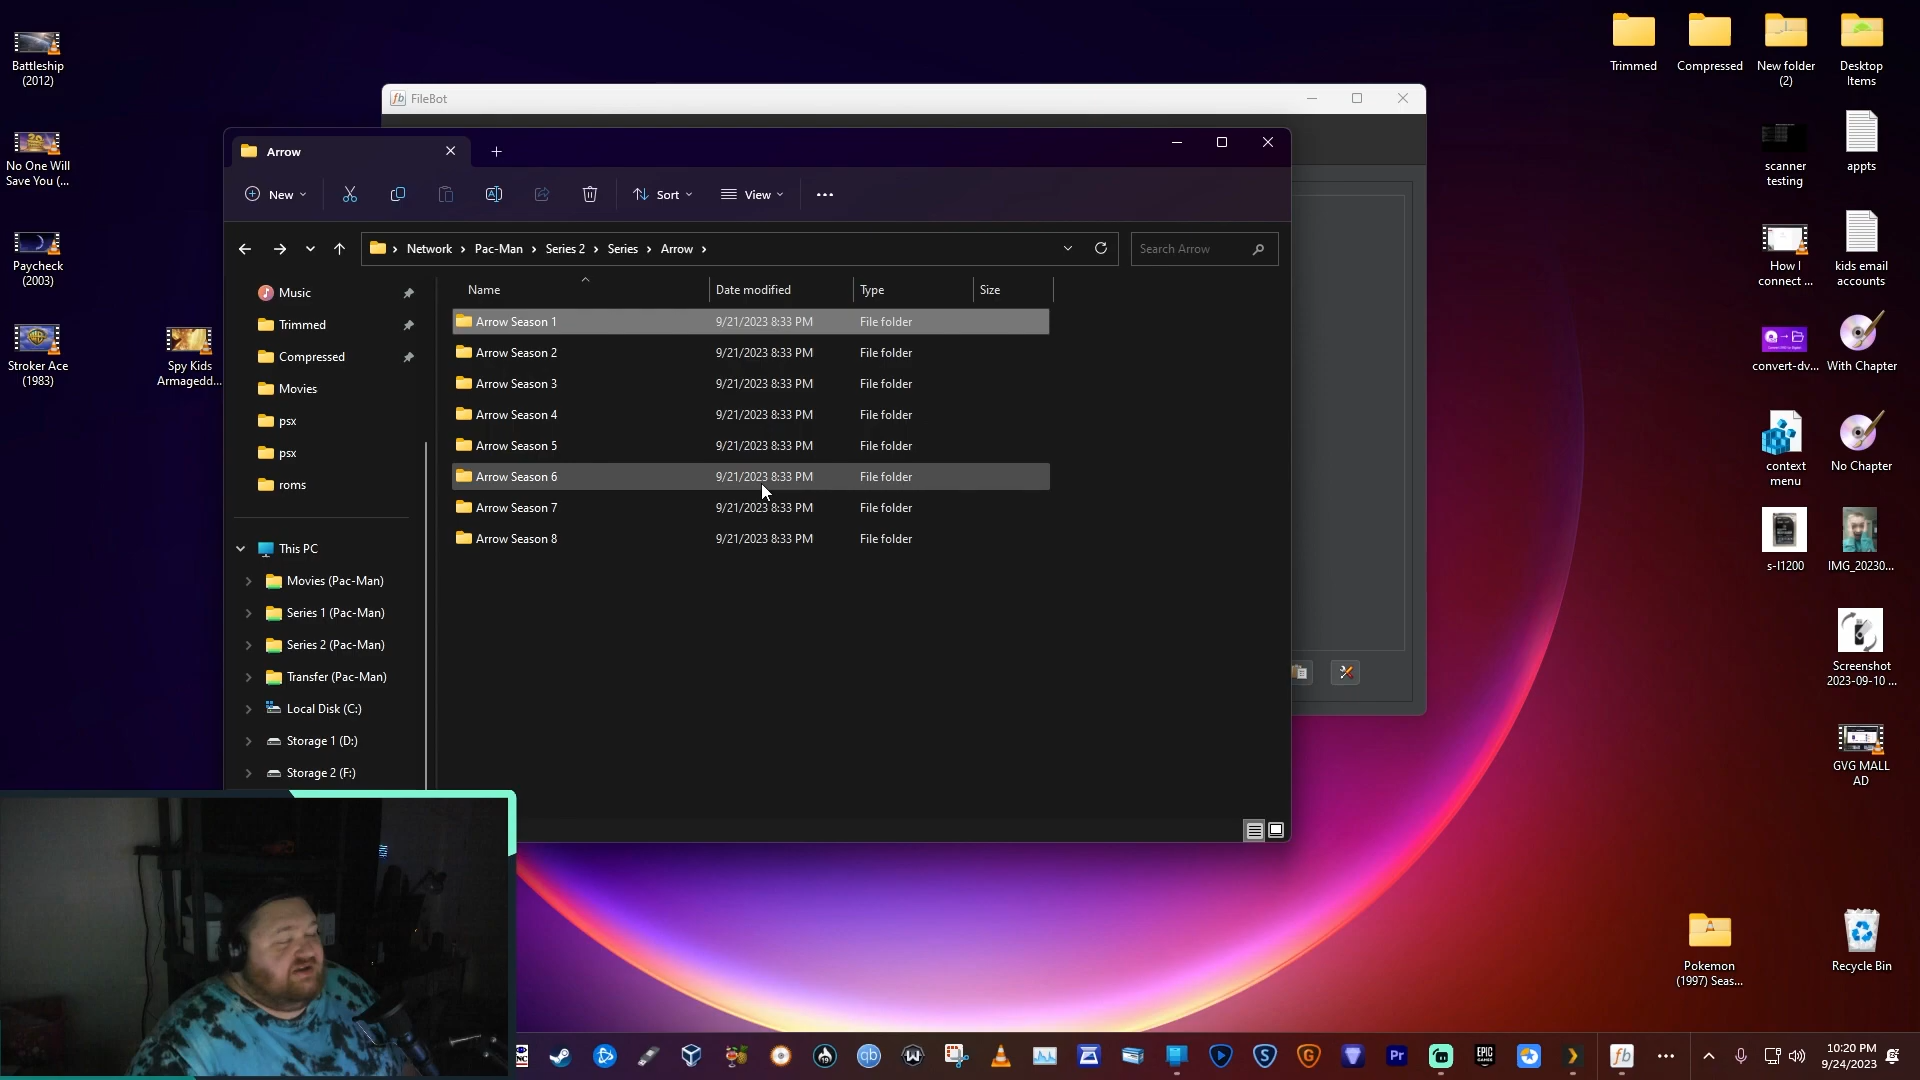 Battleship
(2012)
No One Will
Save You (...
Paycheck
(2003)
Stroker Ace
(1983)
Spy Kids
Armagedd...
fb FileBot
Arrow
New
Sort
View
Network > Pac-Man > Series 2 > Series > Arrow >
Search Arrow
Music
Trimmed
Compressed
Movies
psx
psx
roms
This PC
Movies (Pac-Man)
Series 1 (Pac-Man)
Series 2 (Pac-Man)
Transfer (Pac-Man)
Local Disk (C:)
Storage 1 (D:)
Storage 2 (F:)
Name Date modified Type Size
Arrow Season 1 9/21/2023 8:33 PM File folder
Arrow Season 2 9/21/2023 8:33 PM File folder
Arrow Season 3 9/21/2023 8:33 PM File folder
Arrow Season 4 9/21/2023 8:33 PM File folder
Arrow Season 5 9/21/2023 8:33 PM File folder
Arrow Season 6 9/21/2023 8:33 PM File folder
Arrow Season 7 9/21/2023 8:33 PM File folder
Arrow Season 8 9/21/2023 8:33 PM File folder
Trimmed
Compressed
New folder
(2)
Desktop
Items
scanner
testing
appts
How I
connect ...
kids email
accounts
convert-dv...
With Chapter
context
menu
No Chapter
s-l1200
IMG_20230...
Screenshot
2023-09-10 ...
GVG MALL
AD
Pokemon
(1997) Seas...
Recycle Bin
qb
Pr
EPIC
GAMES
fb
10:20 PM
9/24/2023